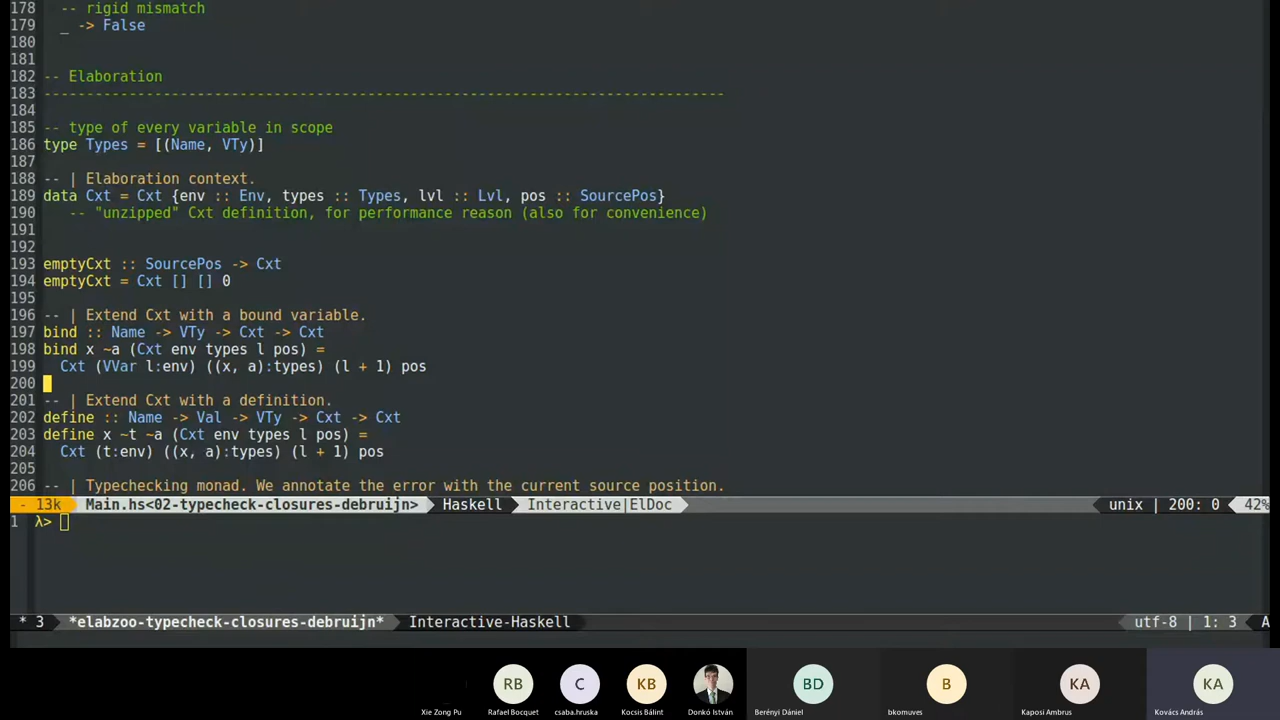 178   -- rigid mismatch
179   _ -> False
180
181
182 -- Elaboration
183 --------------------------------------------------------------------------------
184
185 -- type of every variable in scope
186 type Types = [(Name, VTy)]
187
188 -- | Elaboration context.
189 data Cxt = Cxt {env :: Env, types :: Types, lvl :: Lvl, pos :: SourcePos}
190    -- "unzipped" Cxt definition, for performance reason (also for convenience)
191
192
193 emptyCxt :: SourcePos -> Cxt
194 emptyCxt = Cxt [] [] 0
195
196 -- | Extend Cxt with a bound variable.
197 bind :: Name -> VTy -> Cxt -> Cxt
198 bind x ~a (Cxt env types l pos) =
199   Cxt (VVar l:env) ((x, a):types) (l + 1) pos
200
201 -- | Extend Cxt with a definition.
202 define :: Name -> Val -> VTy -> Cxt -> Cxt
203 define x ~t ~a (Cxt env types l pos) =
204   Cxt (t:env) ((x, a):types) (l + 1) pos
205
206 -- | Typechecking monad. We annotate the error with the current source position.
- 13k Main.hs<02-typecheck-closures-debruijn> Haskell Interactive|ElDoc unix | 200: 0 42%
1 λ>
* 3 *elabzoo-typecheck-closures-debruijn* Interactive-Haskell utf-8 | 1: 3 A
RB C KB BD B KA KA
Xie Zong Pu Rafael Bocquet csaba.hruska Kocsis Bálint Donkó István Berényi Dániel bkomuves Kaposi Ambrus Kovács András